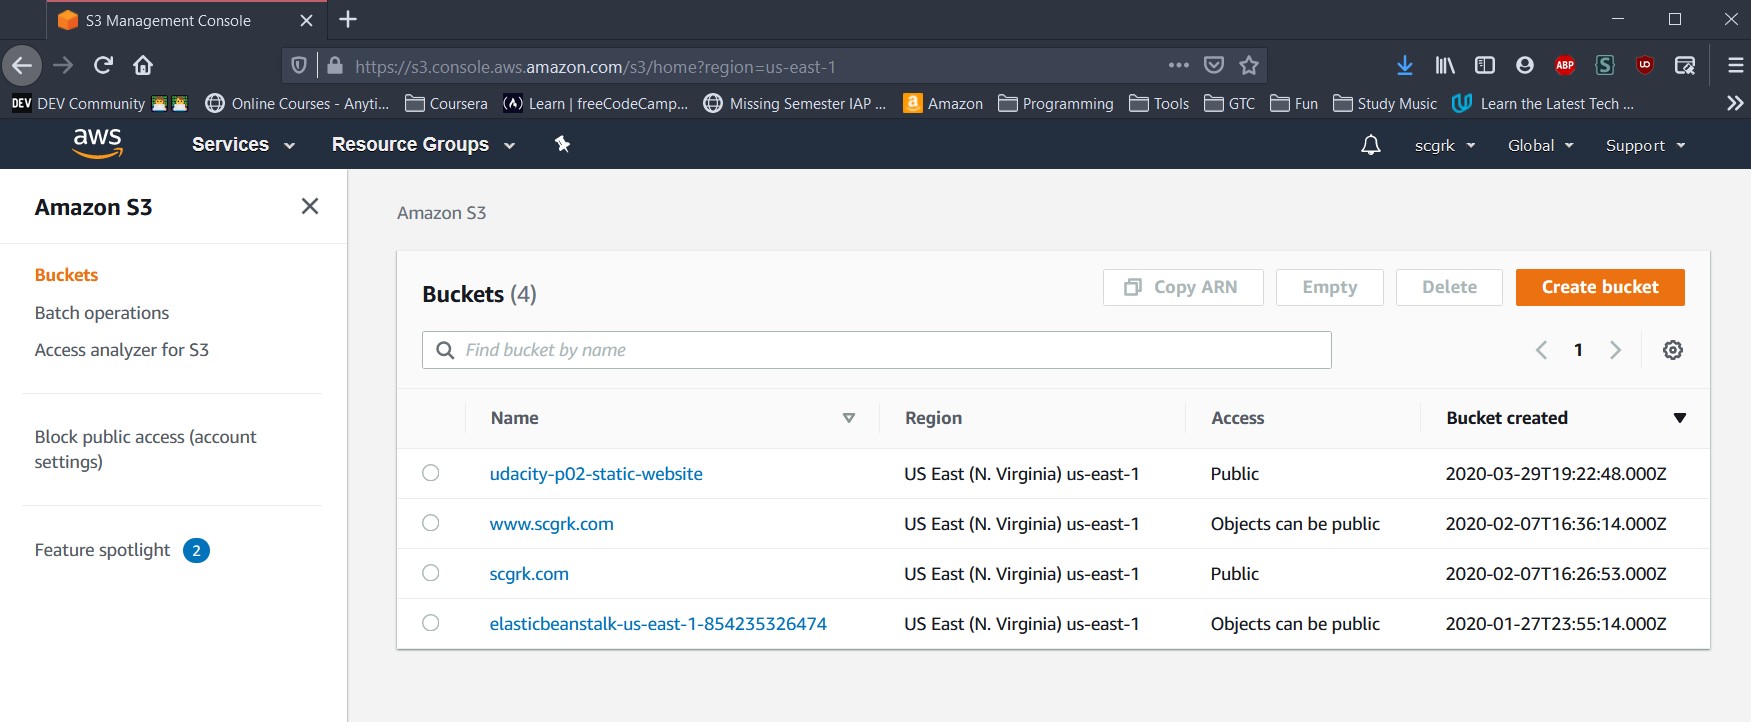 S3 Management Console
https://s3.console.aws.amazon.com/s3/home?region=us-east-1
ABP
S
UD
DEV DEV Community
Online Courses - Anyti...
Coursera
Learn | freeCodeCamp...
Missing Semester IAP ...
a Amazon
Programming
Tools
GTC
Fun
Study Music
Learn the Latest Tech ...
aws
Services
Resource Groups
scgrk
Global
Support
Amazon S3
Buckets
Batch operations
Access analyzer for S3
Block public access (account
settings)
Feature spotlight 2
Amazon S3
Buckets (4)
Copy ARN
Empty
Delete
Create bucket
Find bucket by name
1
Name Region Access Bucket created
udacity-p02-static-website US East (N. Virginia) us-east-1 Public 2020-03-29T19:22:48.000Z
www.scgrk.com US East (N. Virginia) us-east-1 Objects can be public 2020-02-07T16:36:14.000Z
scgrk.com US East (N. Virginia) us-east-1 Public 2020-02-07T16:26:53.000Z
elasticbeanstalk-us-east-1-854235326474 US East (N. Virginia) us-east-1 Objects can be public 2020-01-27T23:55:14.000Z